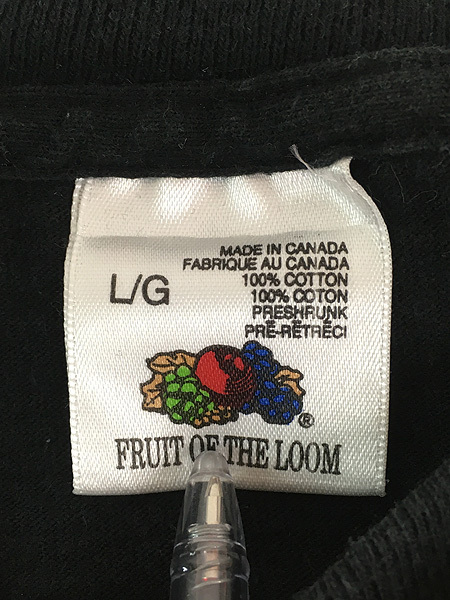 MADE IN CANADA
FABRIQUE AU CANADA
L/G
100% COTTON
100% COTON
PRESHRUNK
PRÉ-RÉTRÉCI
®
FRUIT OF THE LOOM